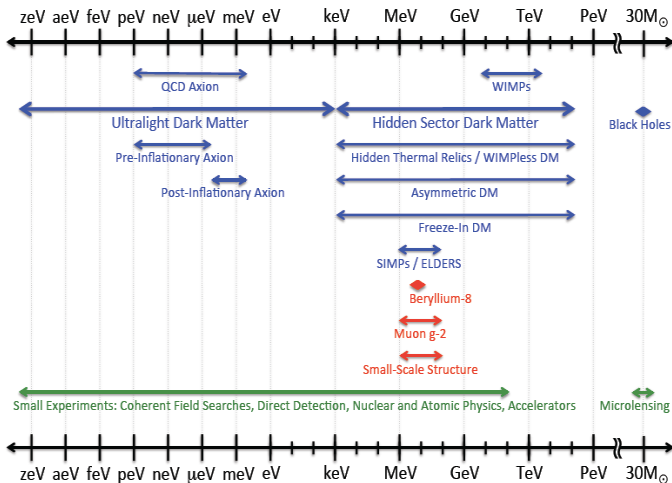 zeV aeV feV peV neV μeV meV eV keV MeV GeV TeV PeV 30M⊙
QCD Axion WIMPs
Ultralight Dark Matter Hidden Sector Dark Matter Black Holes
Pre-Inflationary Axion Hidden Thermal Relics / WIMPless DM
Post-Inflationary Axion Asymmetric DM
Freeze-In DM
SIMPs / ELDERS
Beryllium-8
Muon g-2
Small-Scale Structure
Small Experiments: Coherent Field Searches, Direct Detection, Nuclear and Atomic Physics, Accelerators Microlensing
zeV aeV feV peV neV μeV meV eV keV MeV GeV TeV PeV 30M⊙